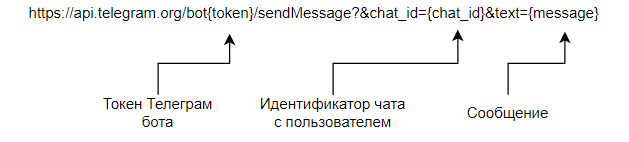 https://api.telegram.org/bot{token}/sendMessage?&chat_id={chat_id}&text={message}
Токен Телеграм
бота
Идентификатор чата
с пользователем
Сообщение